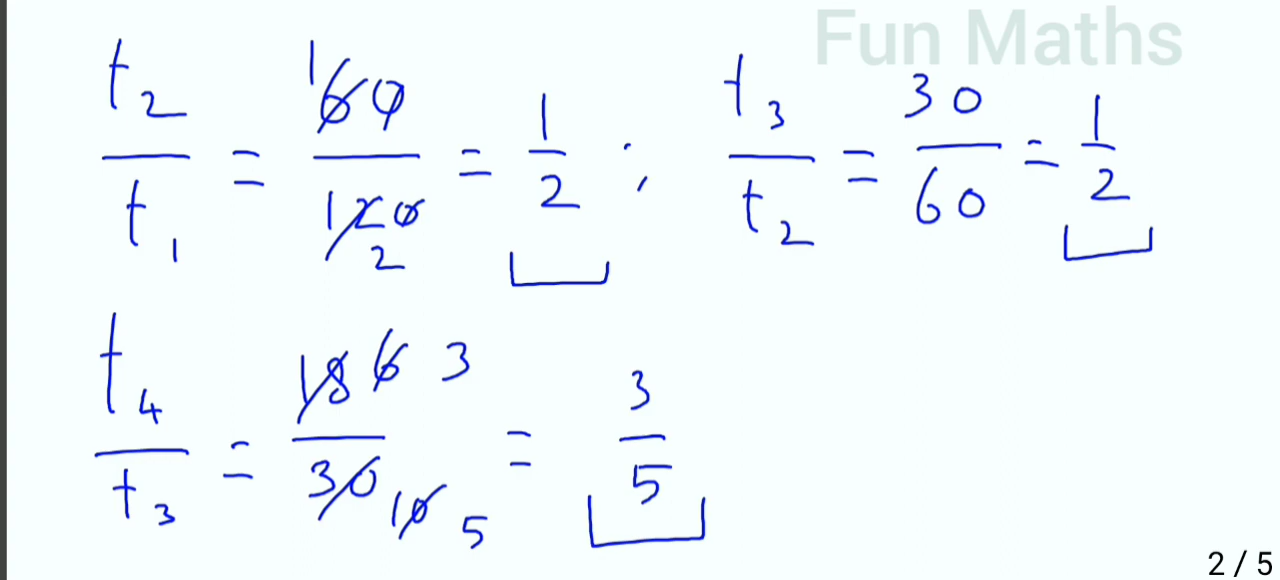 Fun Maths
t₂/t₁ = 60/120 = 1/2 ; t₃/t₂ = 30/60 = 1/2
t₄/t₃ = 18/30 = 3/5
2 / 5